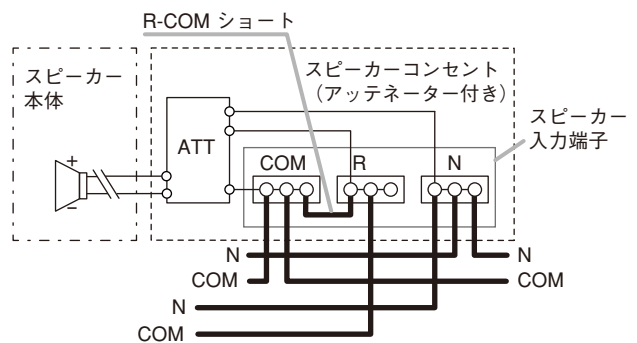 R-COM ショート
スピーカー
本体
スピーカーコンセント
（アッテネーター付き）
スピーカー
入力端子
ATT
COM
R
N
+
−
N
N
COM
COM
N
COM